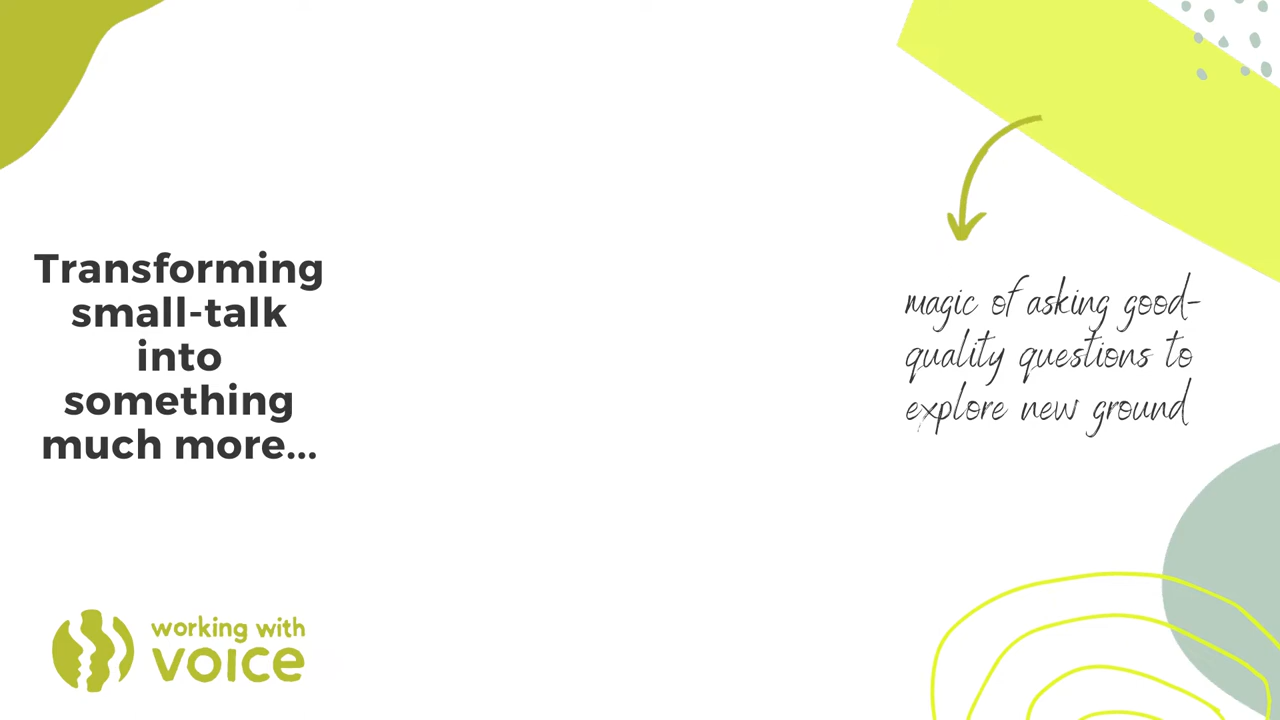 Transforming
small-talk
into
something
much more...
magic of asking good-
quality questions to
explore new ground
working with
voice